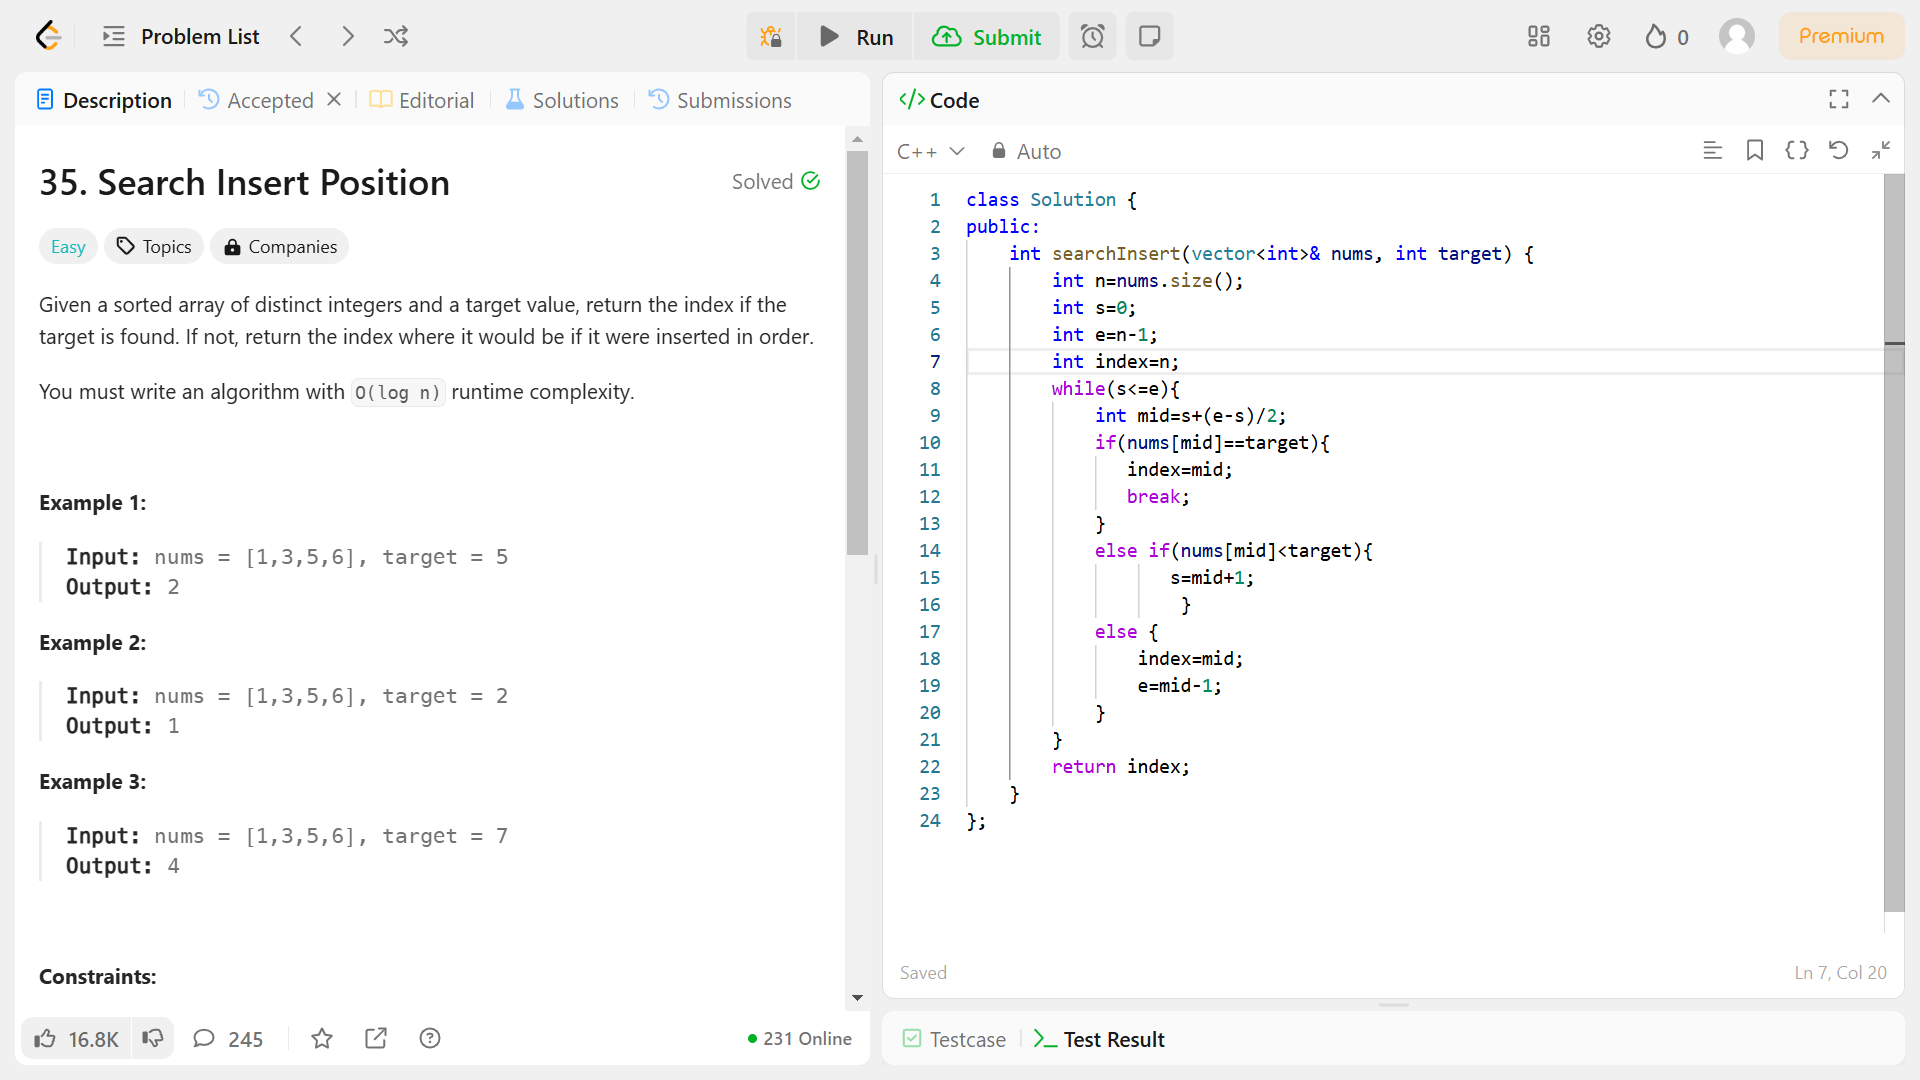 Problem List
Run
Submit
0
Premium
Description
Accepted
Editorial
Solutions
Submissions
35. Search Insert Position
Solved
Easy
Topics
Companies
Given a sorted array of distinct integers and a target value, return the index if the
target is found. If not, return the index where it would be if it were inserted in order.
You must write an algorithm with O(log n) runtime complexity.
Example 1:
Input: nums = [1,3,5,6], target = 5
Output: 2
Example 2:
Input: nums = [1,3,5,6], target = 2
Output: 1
Example 3:
Input: nums = [1,3,5,6], target = 7
Output: 4
Constraints:
16.8K
245
231 Online
</> Code
C++
Auto
1 class Solution {
2 public:
3     int searchInsert(vector<int>& nums, int target) {
4         int n=nums.size();
5         int s=0;
6         int e=n-1;
7         int index=n;
8         while(s<=e){
9             int mid=s+(e-s)/2;
10             if(nums[mid]==target){
11                index=mid;
12                break;
13             }
14             else if(nums[mid]<target){
15                    s=mid+1;
16                     }
17             else {
18                 index=mid;
19                 e=mid-1;
20             }
21         }
22         return index;
23     }
24 };
Saved
Ln 7, Col 20
Testcase
Test Result